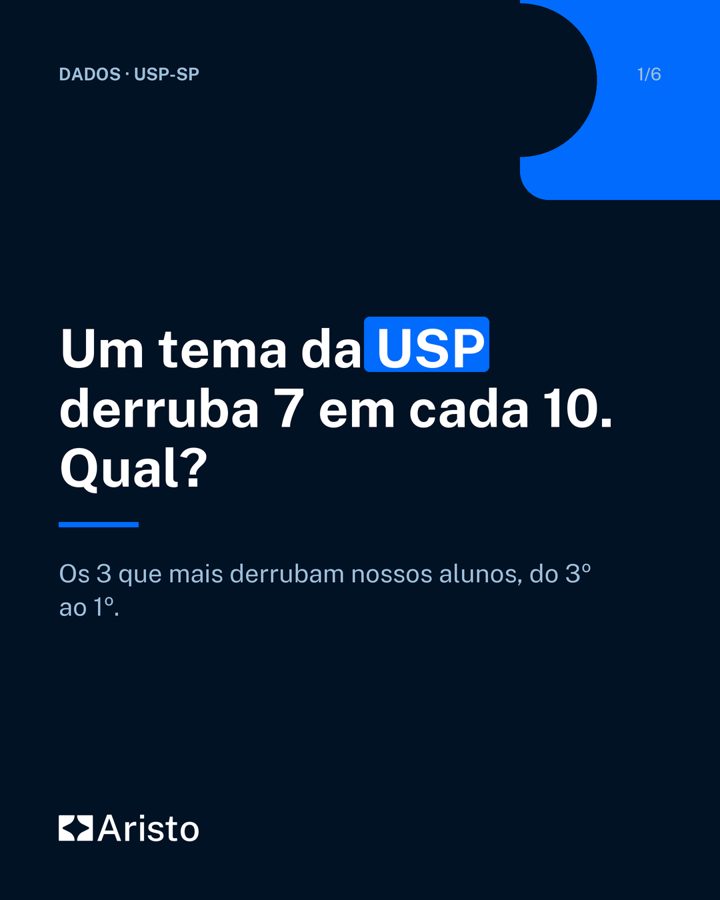 DADOS · USP-SP
1/6
Um tema da USP
derruba 7 em cada 10.
Qual?
Os 3 que mais derrubam nossos alunos, do 3º
ao 1º.
Aristo